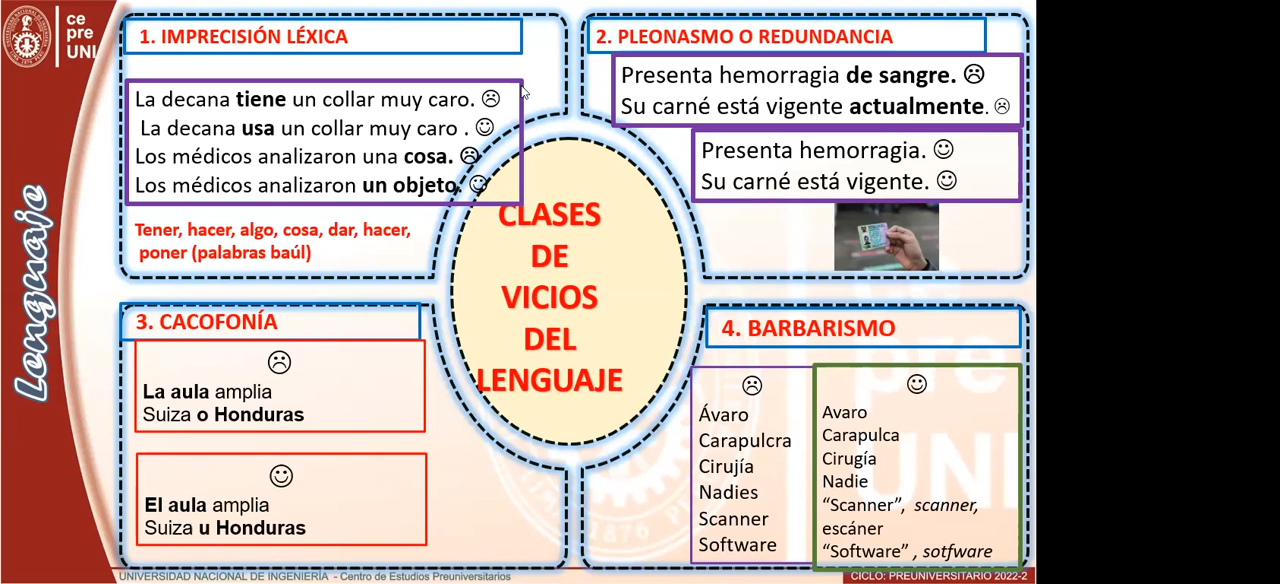 ce
pre
UNI
Lenguaje
1. IMPRECISIÓN LÉXICA
La decana tiene un collar muy caro. ☹
La decana usa un collar muy caro . ☺
Los médicos analizaron una cosa. ☹
Los médicos analizaron un objeto. ☺
Tener, hacer, algo, cosa, dar, hacer,
poner (palabras baúl)
2. PLEONASMO O REDUNDANCIA
Presenta hemorragia de sangre. ☹
Su carné está vigente actualmente. ☹
Presenta hemorragia. ☺
Su carné está vigente. ☺
CLASES
DE
VICIOS
DEL
LENGUAJE
3. CACOFONÍA
☹
La aula amplia
Suiza o Honduras
☺
El aula amplia
Suiza u Honduras
4. BARBARISMO
☹
Ávaro
Carapulcra
Cirujía
Nadies
Scanner
Software
☺
Avaro
Carapulca
Cirugía
Nadie
“Scanner”, scanner,
escáner
“Software” , sotfware
UNIVERSIDAD NACIONAL DE INGENIERÍA - Centro de Estudios Preuniversitarios
CICLO: PREUNIVERSITARIO 2022-2